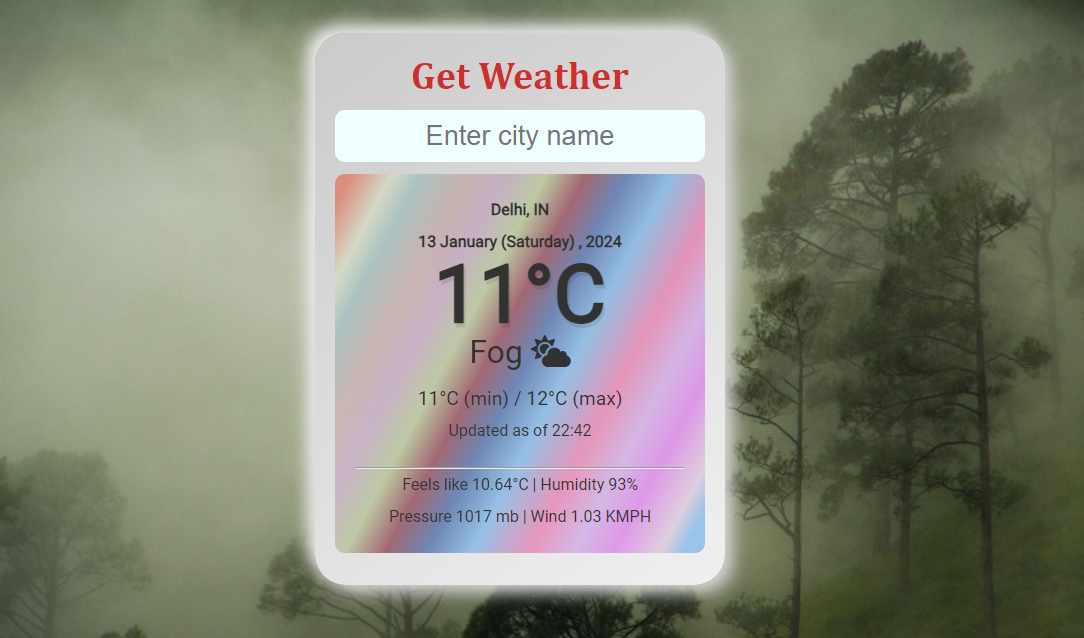 Get Weather
Enter city name
Delhi, IN
13 January (Saturday) , 2024
11°C
Fog
11°C (min) / 12°C (max)
Updated as of 22:42
Feels like 10.64°C | Humidity 93%
Pressure 1017 mb | Wind 1.03 KMPH